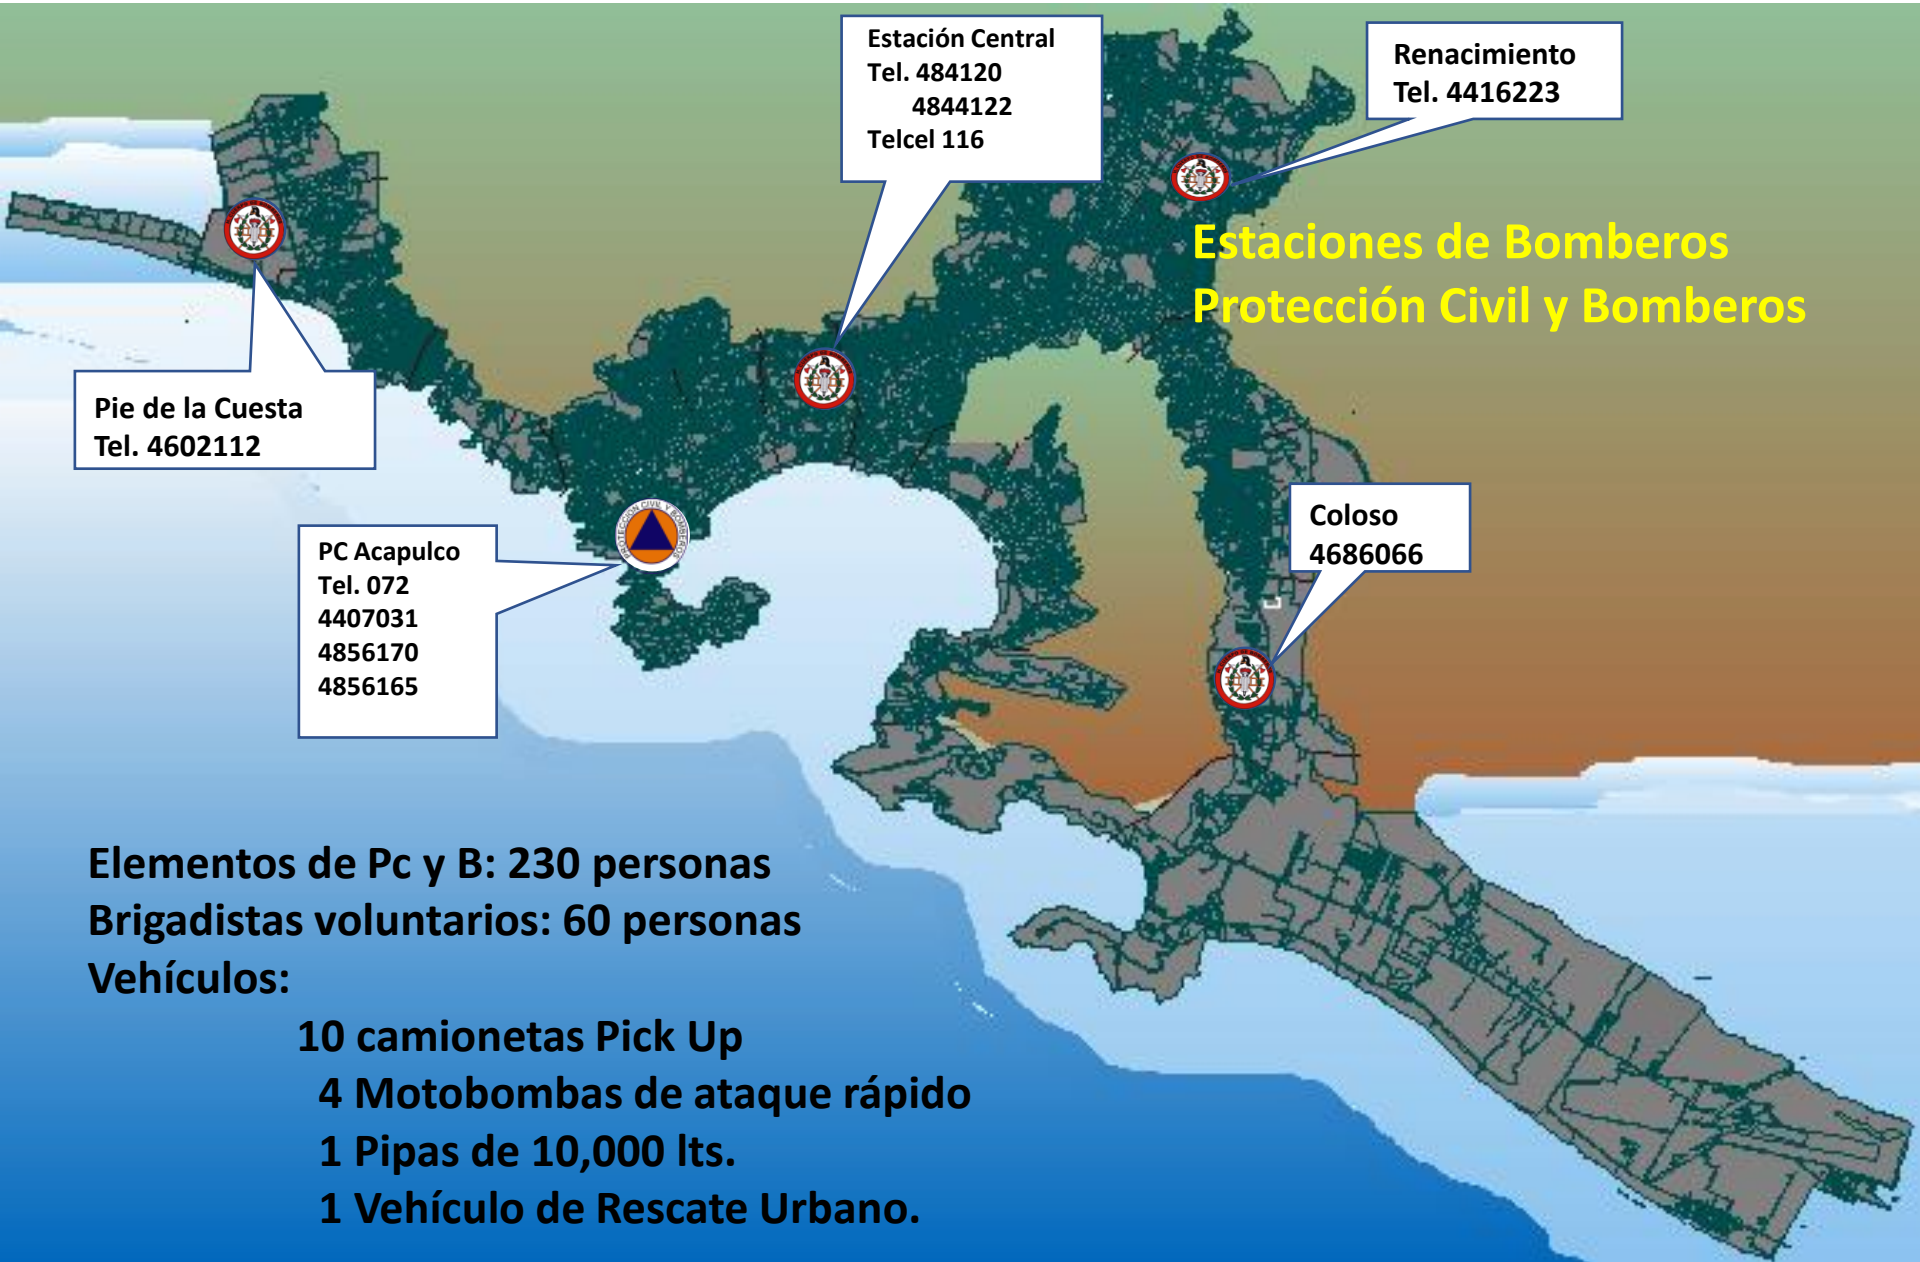 Estación Central
Tel. 484120
4844122
Telcel 116
Renacimiento
Tel. 4416223
Estaciones de Bomberos
Protección Civil y Bomberos
Pie de la Cuesta
Tel. 4602112
PC Acapulco
Tel. 072
4407031
4856170
4856165
PROTECCIÓN CIVIL Y BOMBEROS
Coloso
4686066
Elementos de Pc y B: 230 personas
Brigadistas voluntarios: 60 personas
Vehículos:
10 camionetas Pick Up
4 Motobombas de ataque rápido
1 Pipas de 10,000 lts.
1 Vehículo de Rescate Urbano.